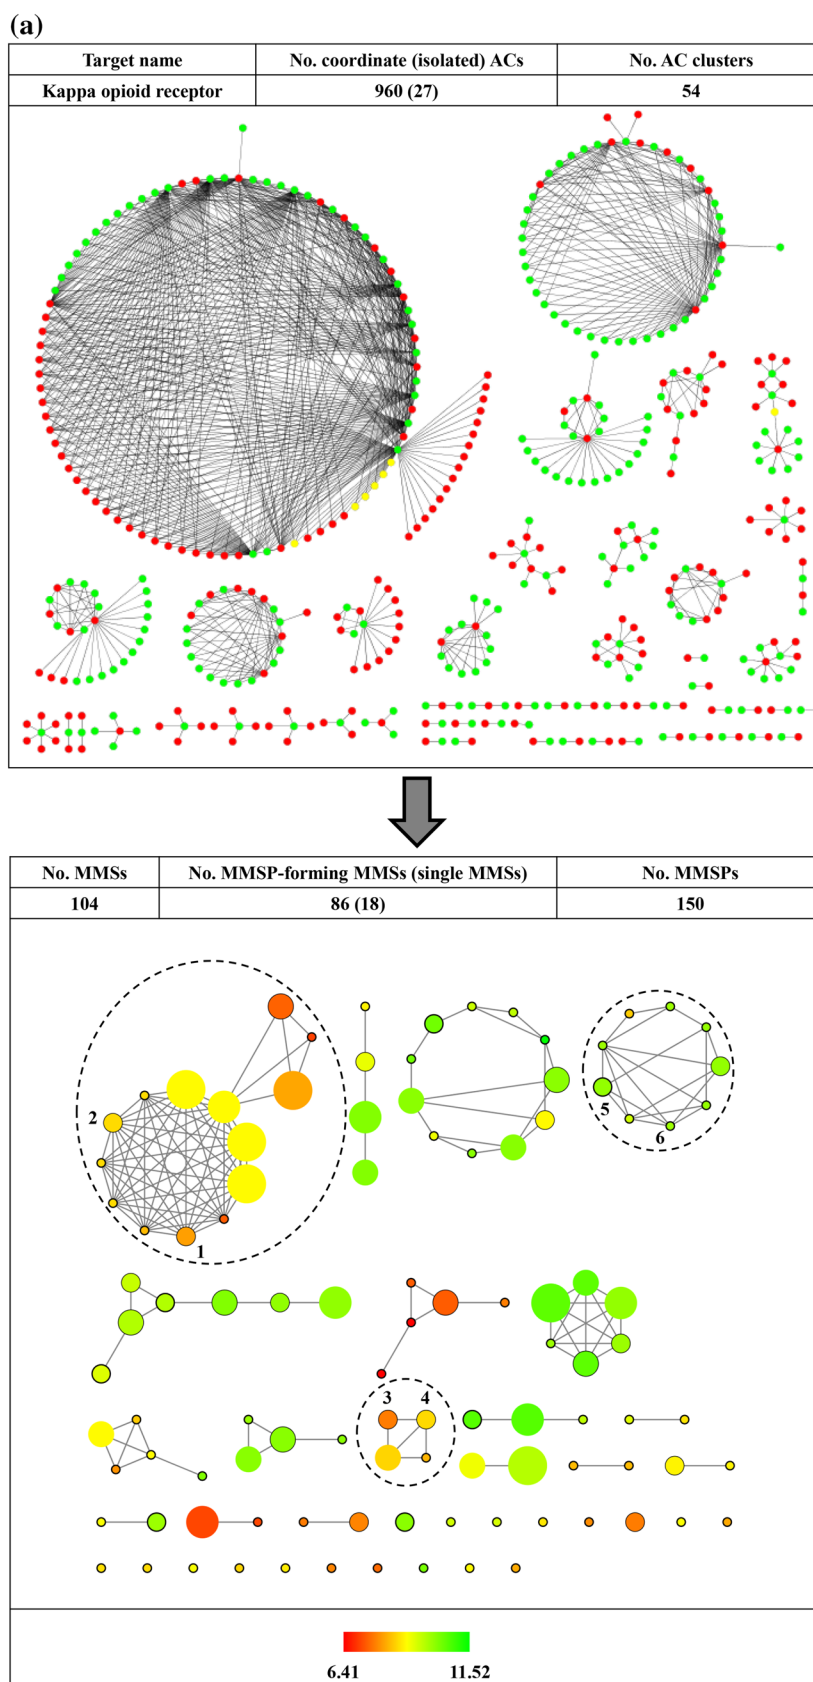 (a)
Target name No. coordinate (isolated) ACs No. AC clusters
Kappa opioid receptor 960 (27) 54
No. MMSs No. MMSP-forming MMSs (single MMSs) No. MMSPs
104 86 (18) 150
2
1
5
6
3 4
6.41 11.52